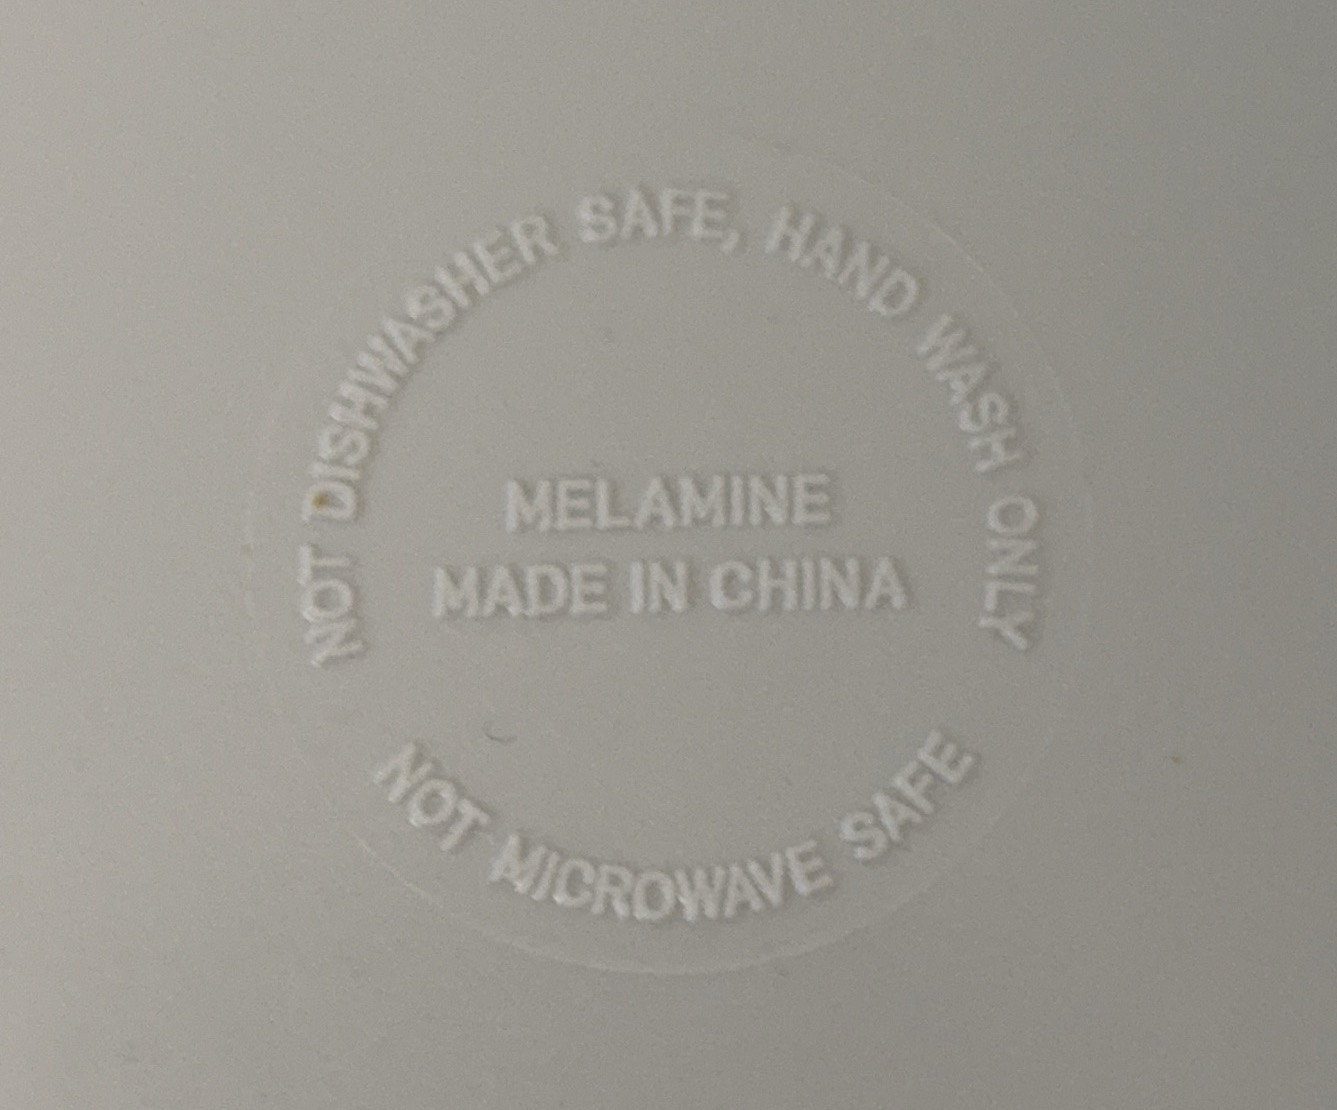 NOT DISHWASHER SAFE, HAND WASH ONLY
MELAMINE
MADE IN CHINA
NOT MICROWAVE SAFE